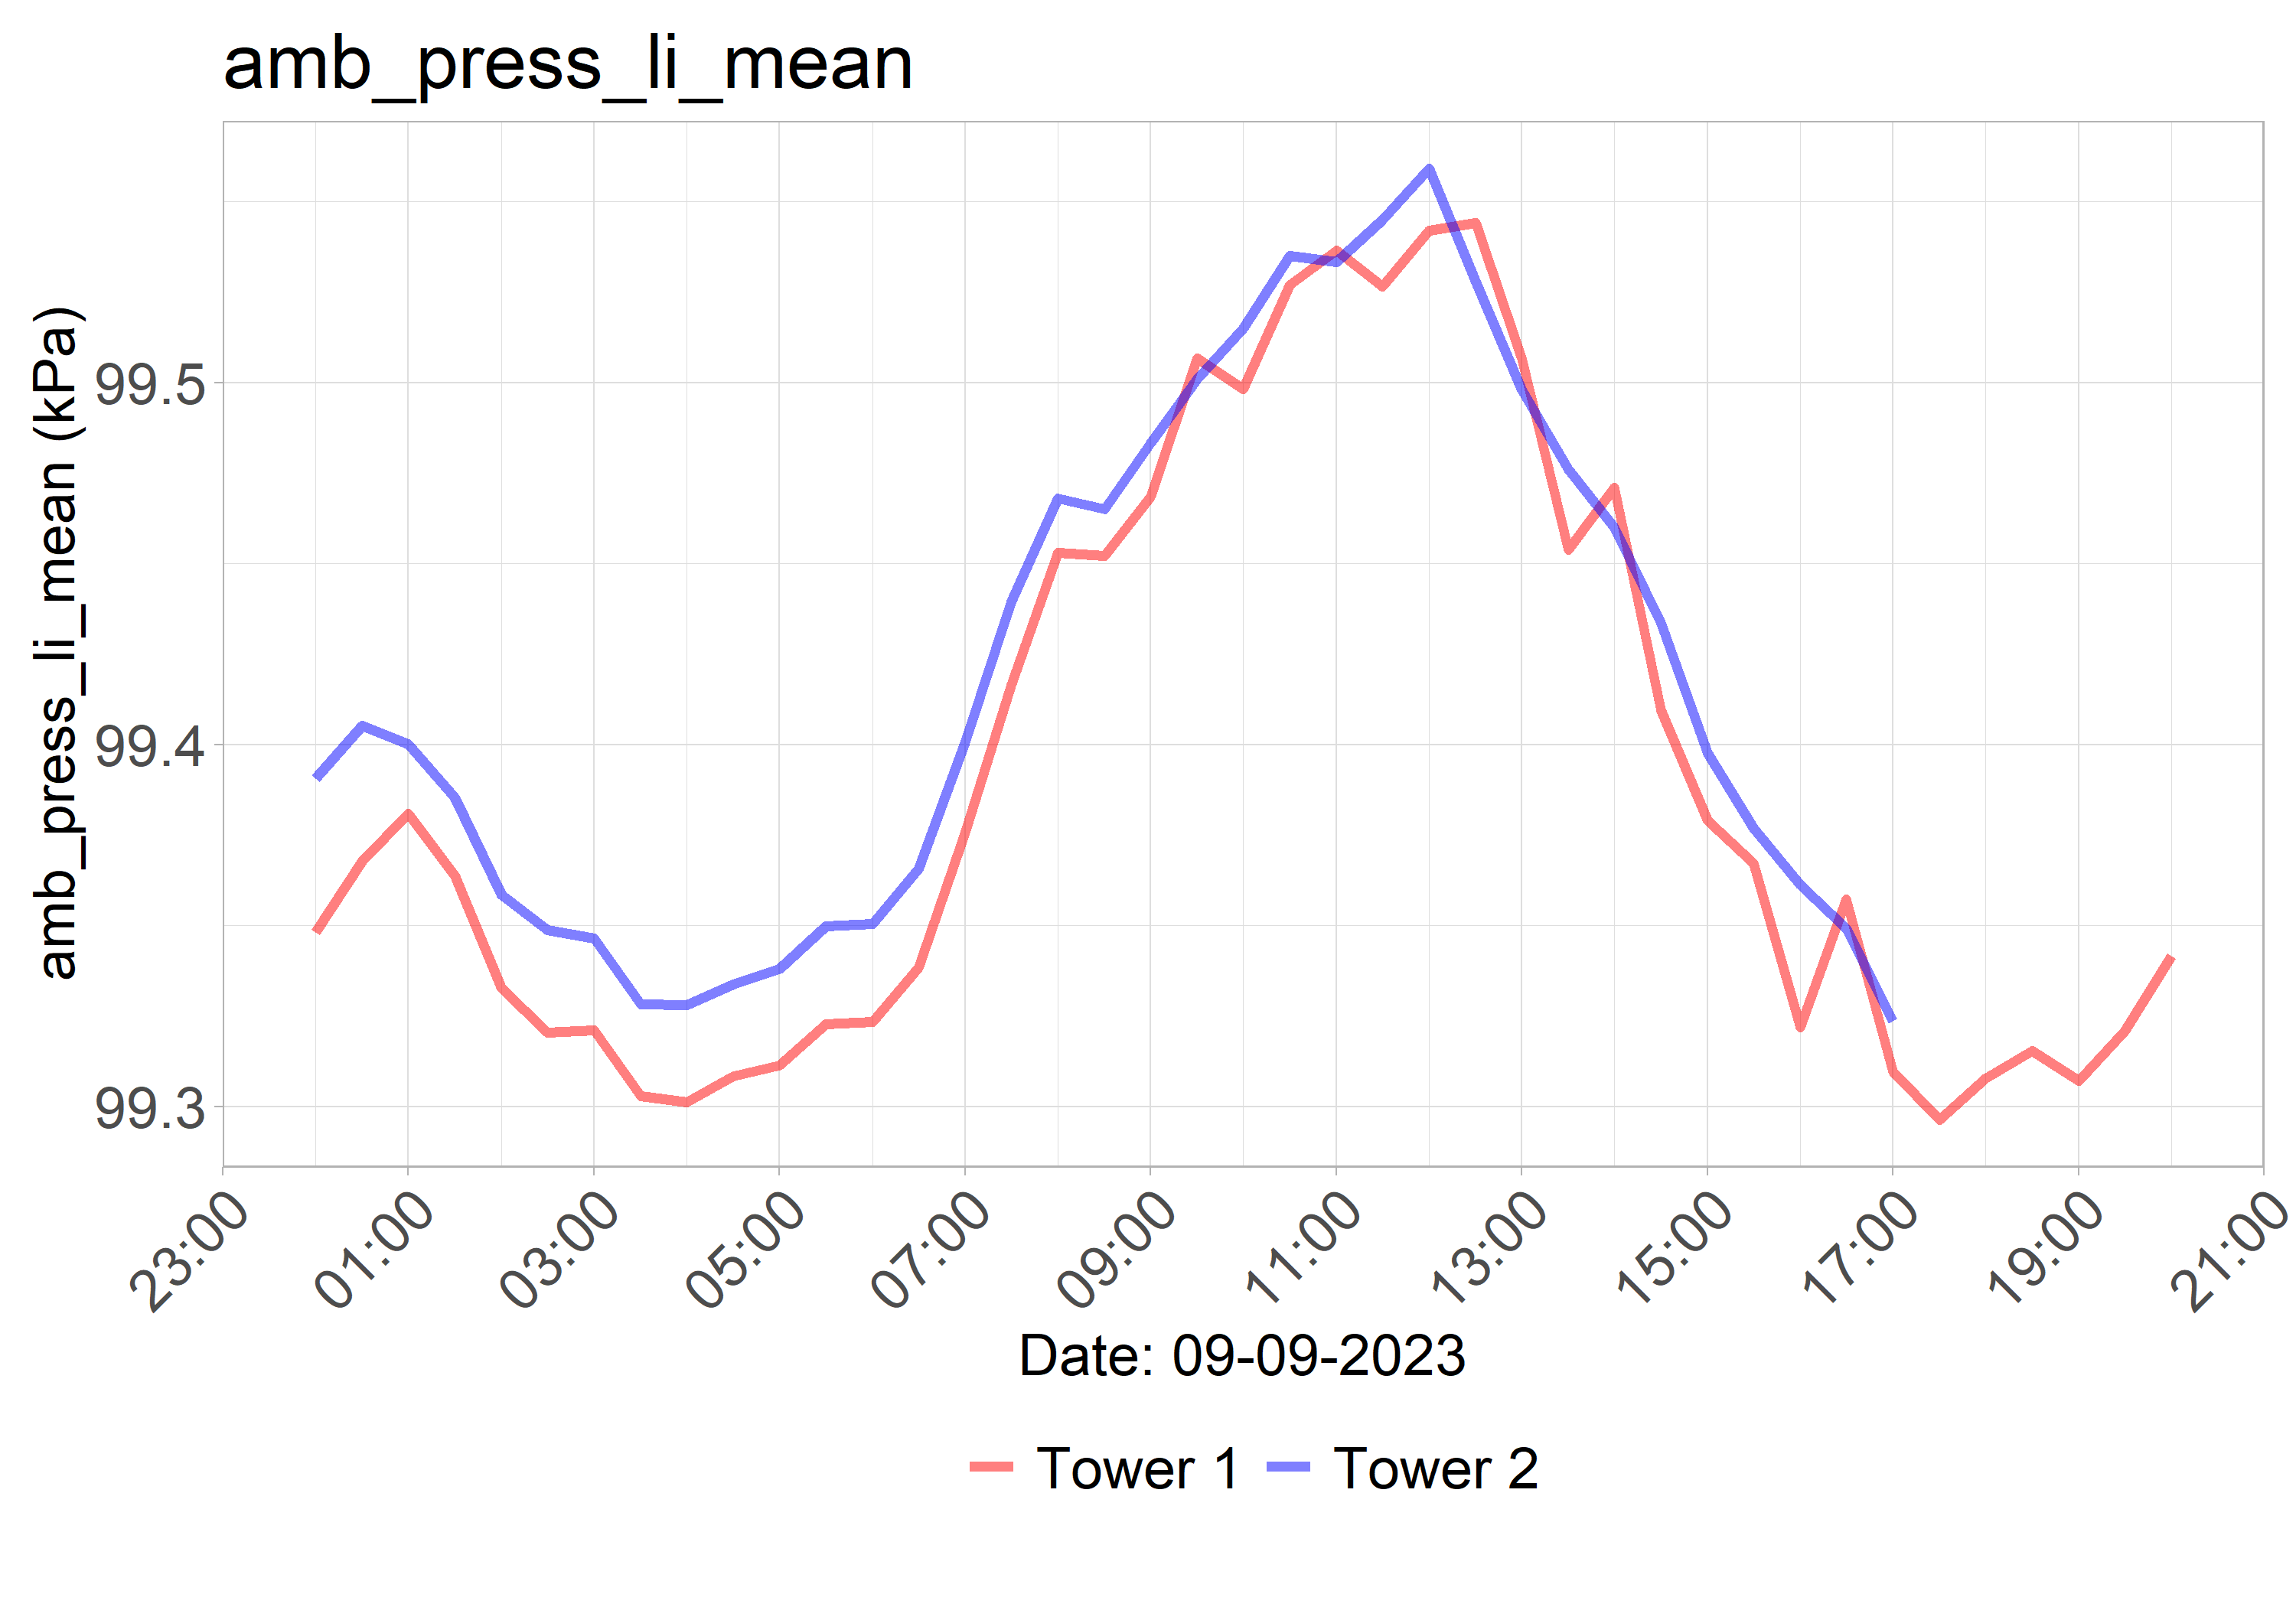 amb_press_li_mean
amb_press_li_mean (kPa)
99.5
99.4
99.3
23:00 01:00 03:00 05:00 07:00 09:00 11:00 13:00 15:00 17:00 19:00 21:00
Date: 09-09-2023
Tower 1 Tower 2